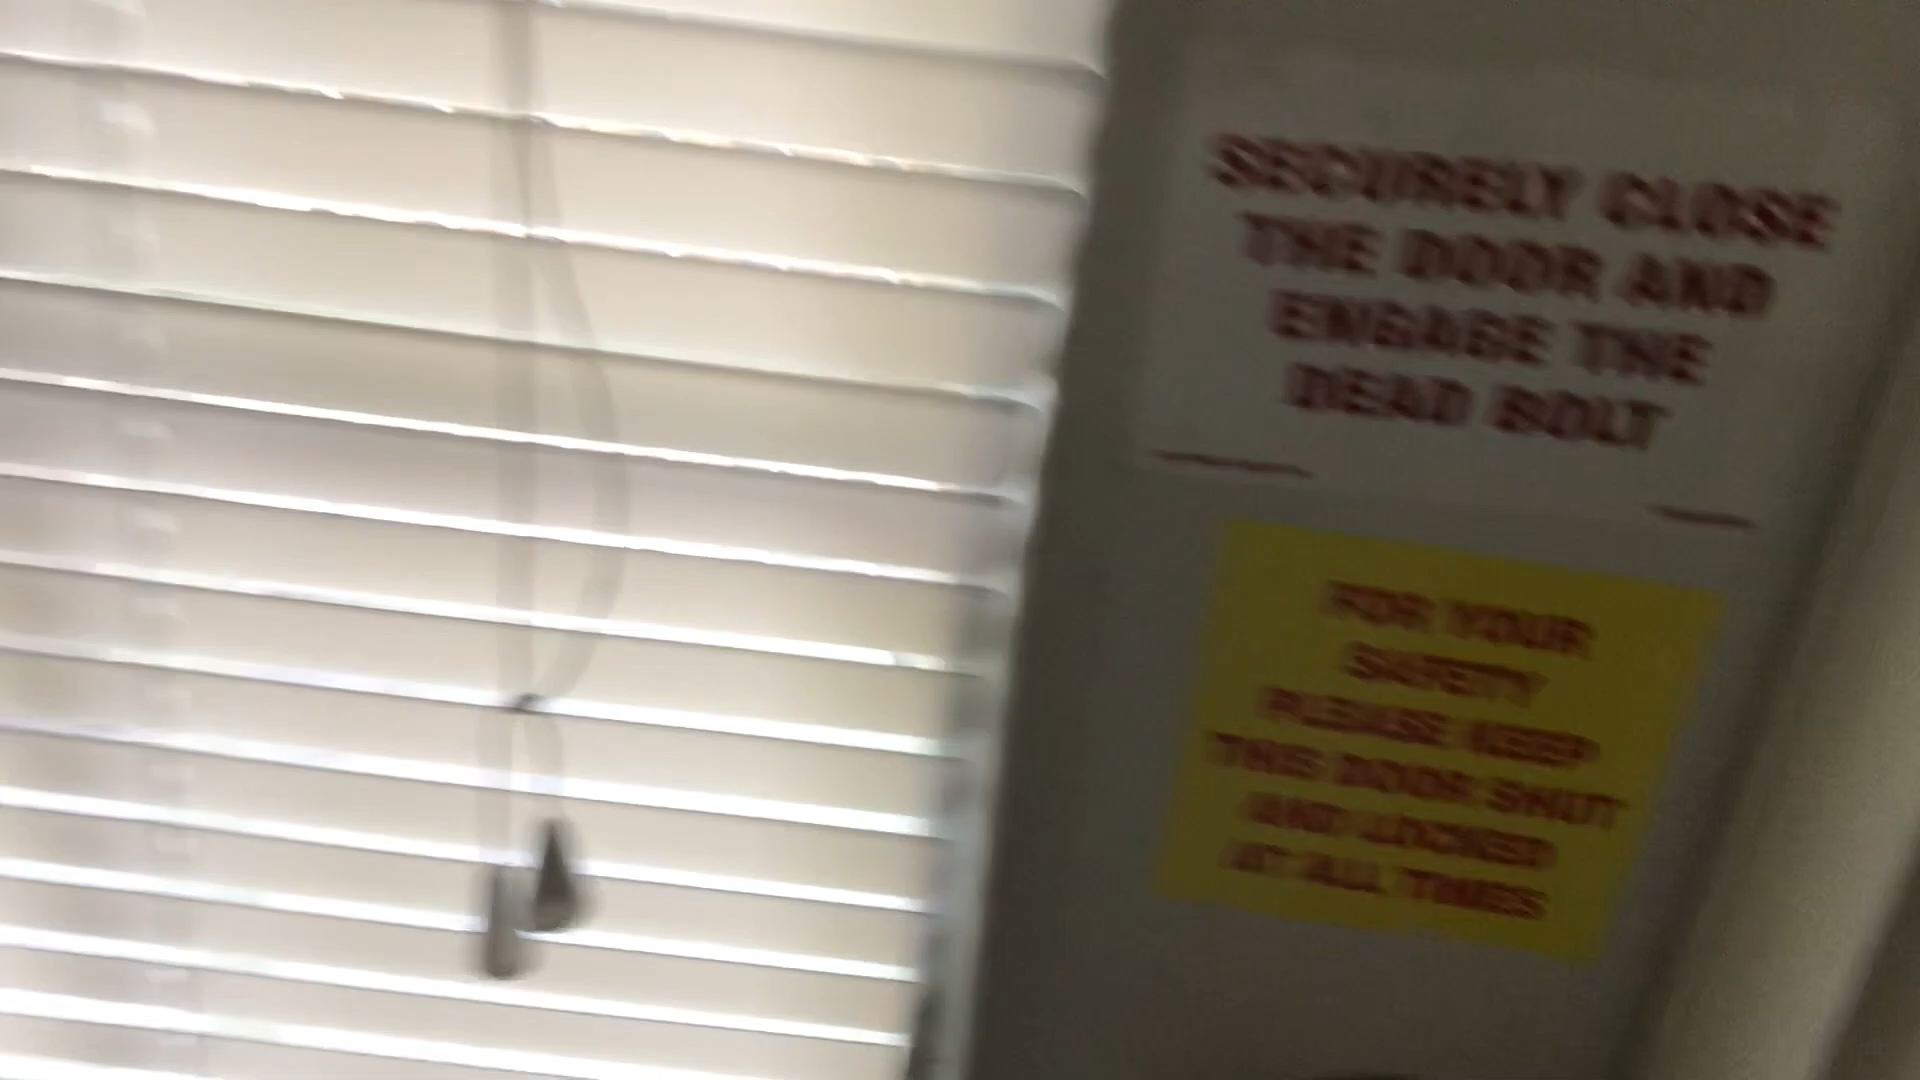 SECURELY CLOSE
THE DOOR AND
ENGAGE THE
DEAD BOLT
FOR YOUR
SAFETY
PLEASE KEEP
THIS DOOR SHUT
AND LOCKED
AT ALL TIMES